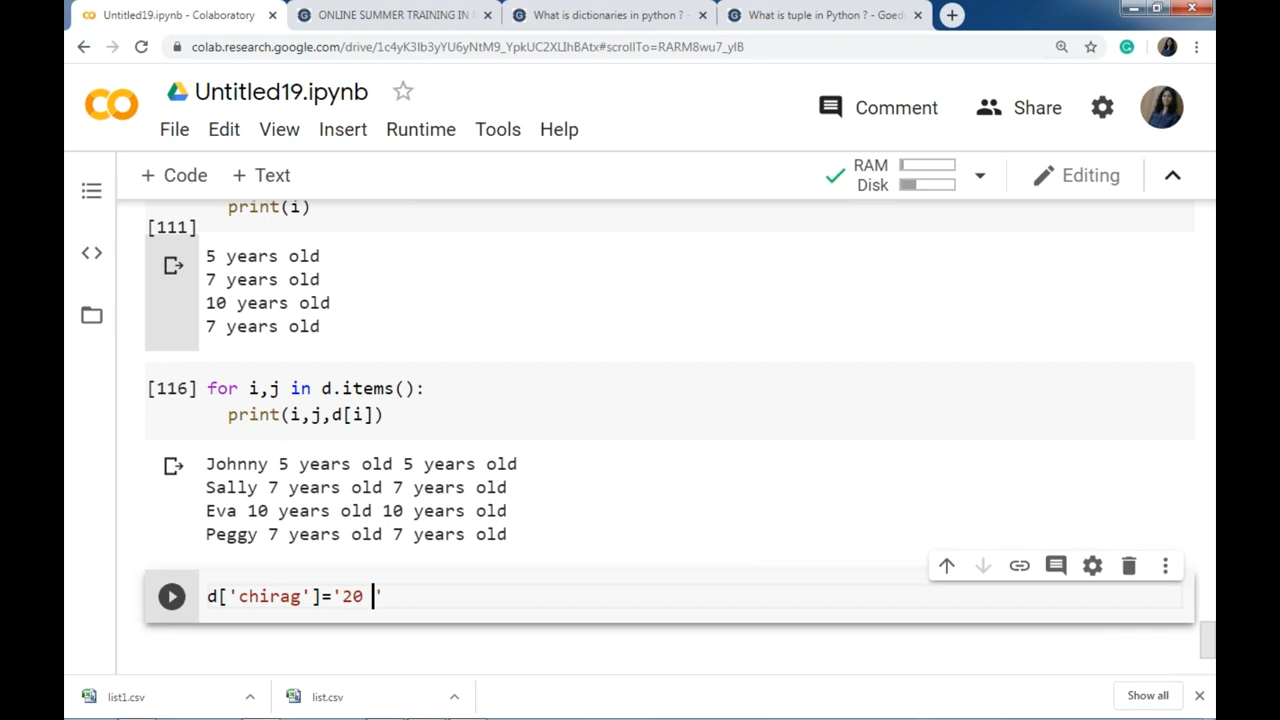 Untitled19.ipynb - Colaboratory
ONLINE SUMMER TRAINING IN
What is dictionaries in python ? -
What is tuple in Python ? - Goed
colab.research.google.com/drive/1c4yK3Ib3yYU6yNtM9_YpkUC2XLIhBAtx#scrollTo=RARM8wu7_yIB
CO
Untitled19.ipynb
Comment
Share
File Edit View Insert Runtime Tools Help
+ Code + Text
RAM
Disk
Editing
print(i)
[111]
5 years old
7 years old
10 years old
7 years old
[116] for i,j in d.items():
print(i,j,d[i])
Johnny 5 years old 5 years old
Sally 7 years old 7 years old
Eva 10 years old 10 years old
Peggy 7 years old 7 years old
d['chirag']='20 '
list1.csv
list.csv
Show all